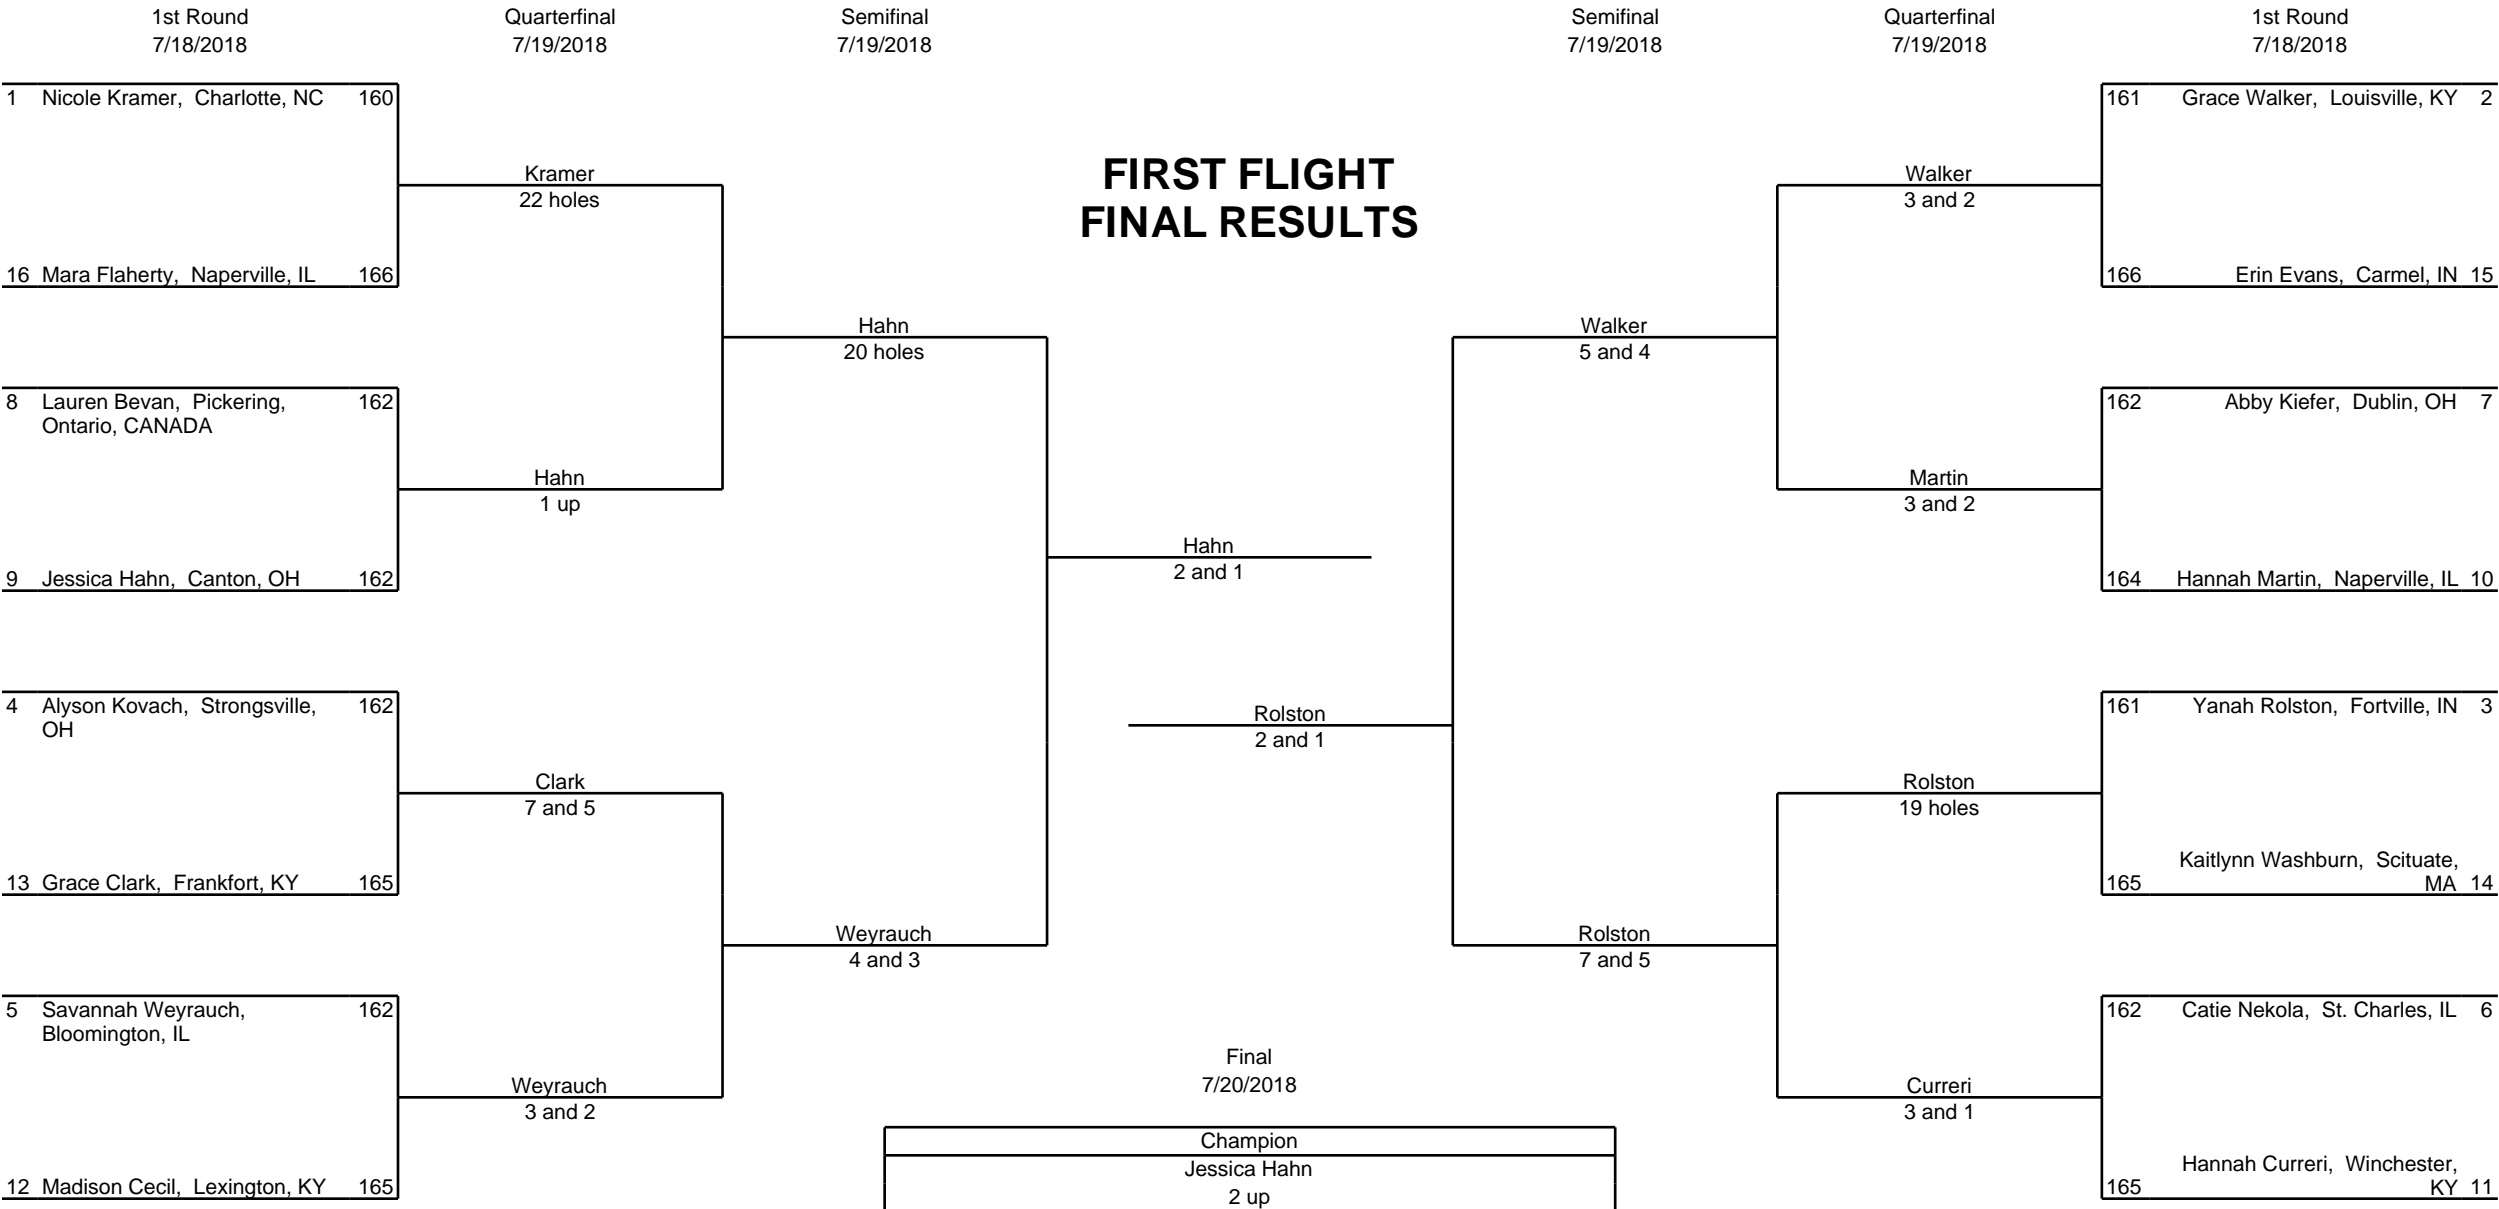 1st Round
7/18/2018
Quarterfinal
7/19/2018
Semifinal
7/19/2018
Semifinal
7/19/2018
Quarterfinal
7/19/2018
1st Round
7/18/2018
FIRST FLIGHT
FINAL RESULTS
1 Nicole Kramer, Charlotte, NC 160
16 Mara Flaherty, Naperville, IL 166
8 Lauren Bevan, Pickering, 162
Ontario, CANADA
9 Jessica Hahn, Canton, OH 162
4 Alyson Kovach, Strongsville, 162
OH
13 Grace Clark, Frankfort, KY 165
5 Savannah Weyrauch, 162
Bloomington, IL
12 Madison Cecil, Lexington, KY 165
Kramer
22 holes
Hahn
1 up
Clark
7 and 5
Weyrauch
3 and 2
Hahn
20 holes
Weyrauch
4 and 3
Hahn
2 and 1
Rolston
2 and 1
Walker
5 and 4
Rolston
7 and 5
Walker
3 and 2
Martin
3 and 2
Rolston
19 holes
Curreri
3 and 1
161 Grace Walker, Louisville, KY 2
166 Erin Evans, Carmel, IN 15
162 Abby Kiefer, Dublin, OH 7
164 Hannah Martin, Naperville, IL 10
161 Yanah Rolston, Fortville, IN 3
Kaitlynn Washburn, Scituate,
165 MA 14
162 Catie Nekola, St. Charles, IL 6
Hannah Curreri, Winchester,
165 KY 11
Final
7/20/2018
Champion
Jessica Hahn
2 up